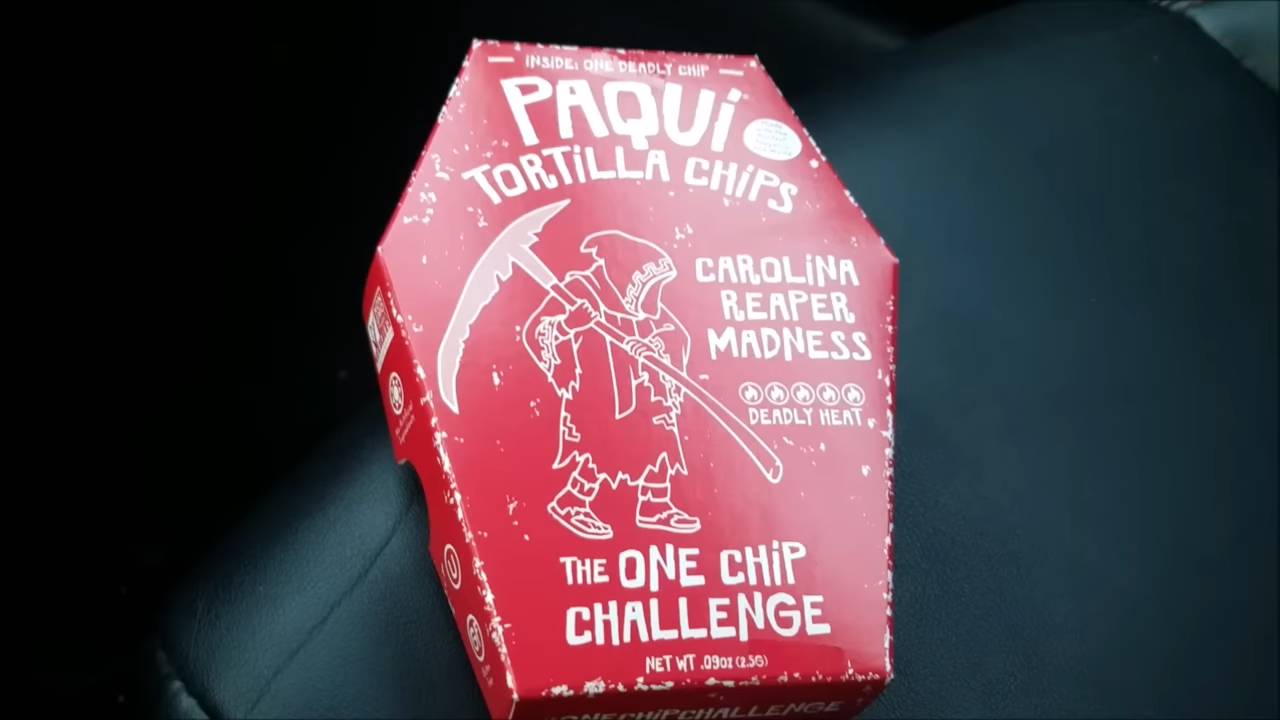 INSIDE: ONE DEADLY CHIP
PAQUI
TORTILLA CHIPS
CAROLINA
REAPER
MADNESS
DEADLY HEAT
THE ONE CHIP
CHALLENGE
NET WT .09OZ (2.5G)
#ONECHIPCHALLENGE